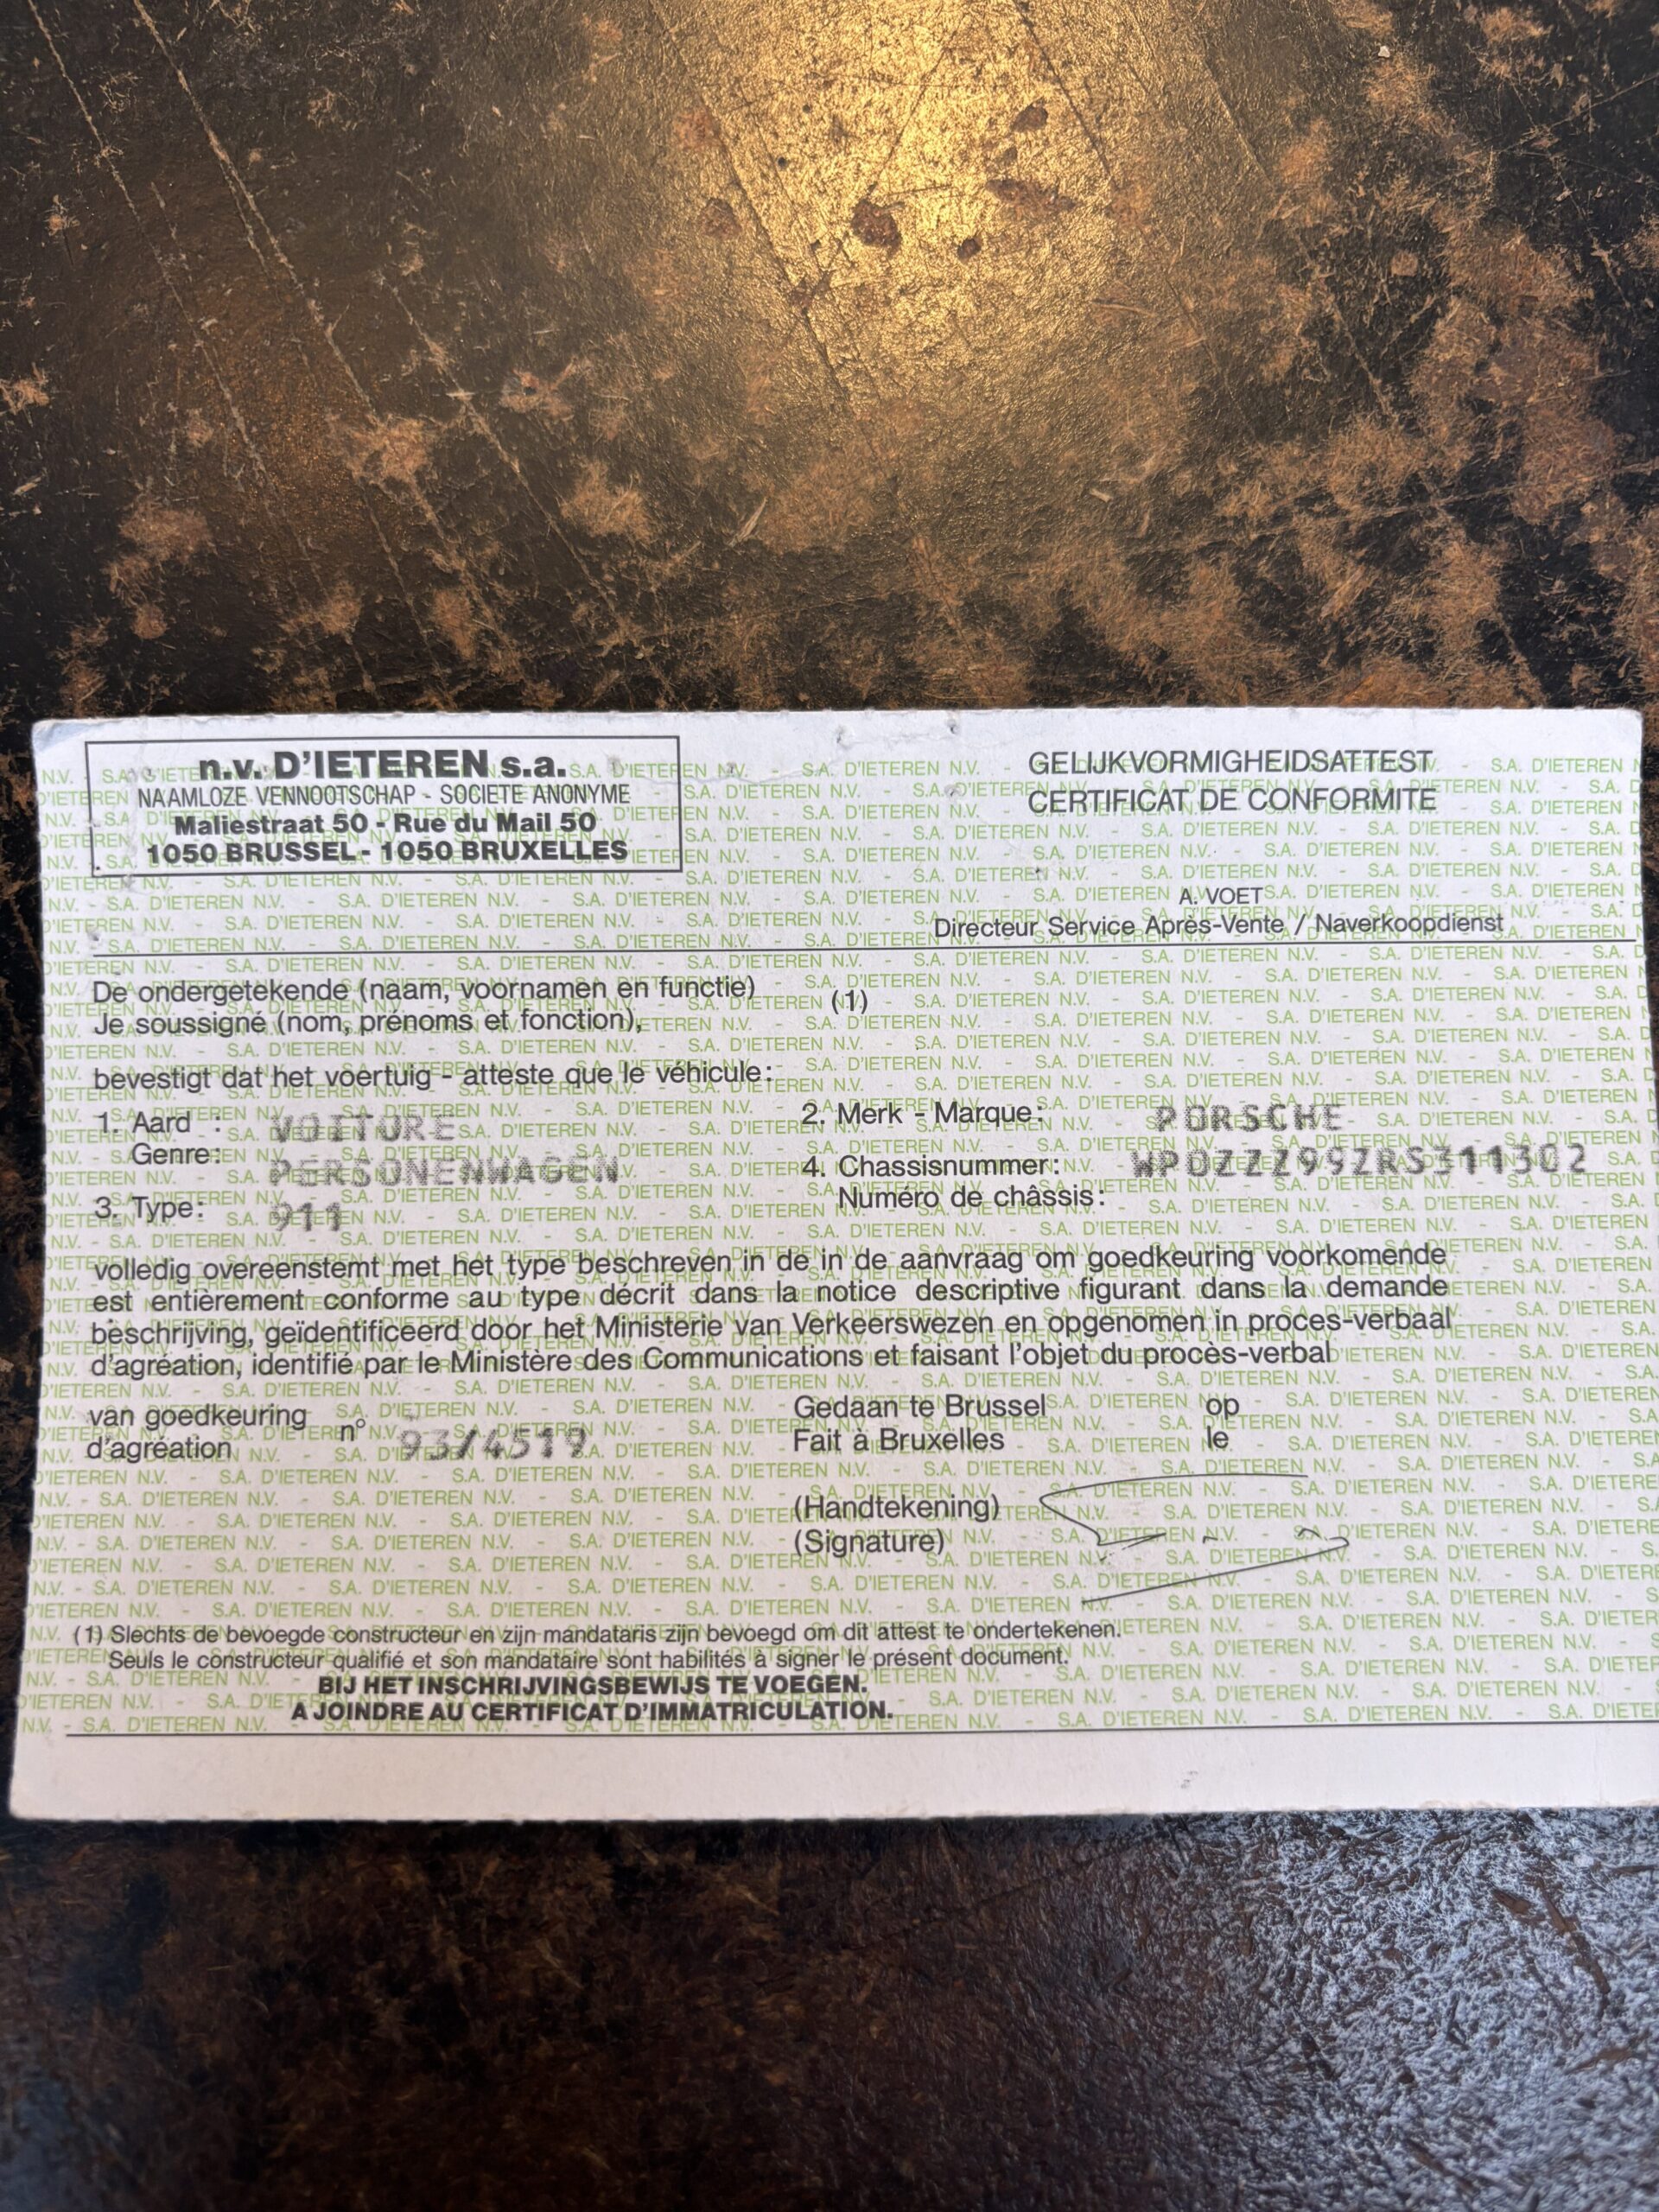 n.v. D'IETEREN s.a.
NAAMLOZE VENNOOTSCHAP - SOCIETE ANONYME
Maliestraat 50 - Rue du Mail 50
1050 BRUSSEL - 1050 BRUXELLES
GELIJKVORMIGHEIDSATTEST
CERTIFICAT DE CONFORMITE
A. VOET
Directeur Service Après-Vente / Naverkoopdienst
De ondergetekende (naam, voornamen en functie)
(1)
Je soussigné (nom, prénoms et fonction),
bevestigt dat het voertuig - atteste que le véhicule:
1. Aard : VOITURE
Genre: PERSONENWAGEN
2. Merk - Marque: PORSCHE
3. Type: 911
4. Chassisnummer: WP0ZZZ99ZRS311302
Numéro de châssis:
volledig overeenstemt met het type beschreven in de in de aanvraag om goedkeuring voorkomende
est entièrement conforme au type décrit dans la notice descriptive figurant dans la demande
beschrijving, geïdentificeerd door het Ministerie van Verkeerswezen en opgenomen in proces-verbaal
d'agréation, identifié par le Ministère des Communications et faisant l'objet du procès-verbal
van goedkeuring
d'agréation
n° 93/4519
Gedaan te Brussel op
Fait à Bruxelles le
(Handtekening)
(Signature)
(1) Slechts de bevoegde constructeur en zijn mandataris zijn bevoegd om dit attest te ondertekenen.
Seuls le constructeur qualifié et son mandataire sont habilités à signer le présent document.
BIJ HET INSCHRIJVINGSBEWIJS TE VOEGEN.
A JOINDRE AU CERTIFICAT D'IMMATRICULATION.